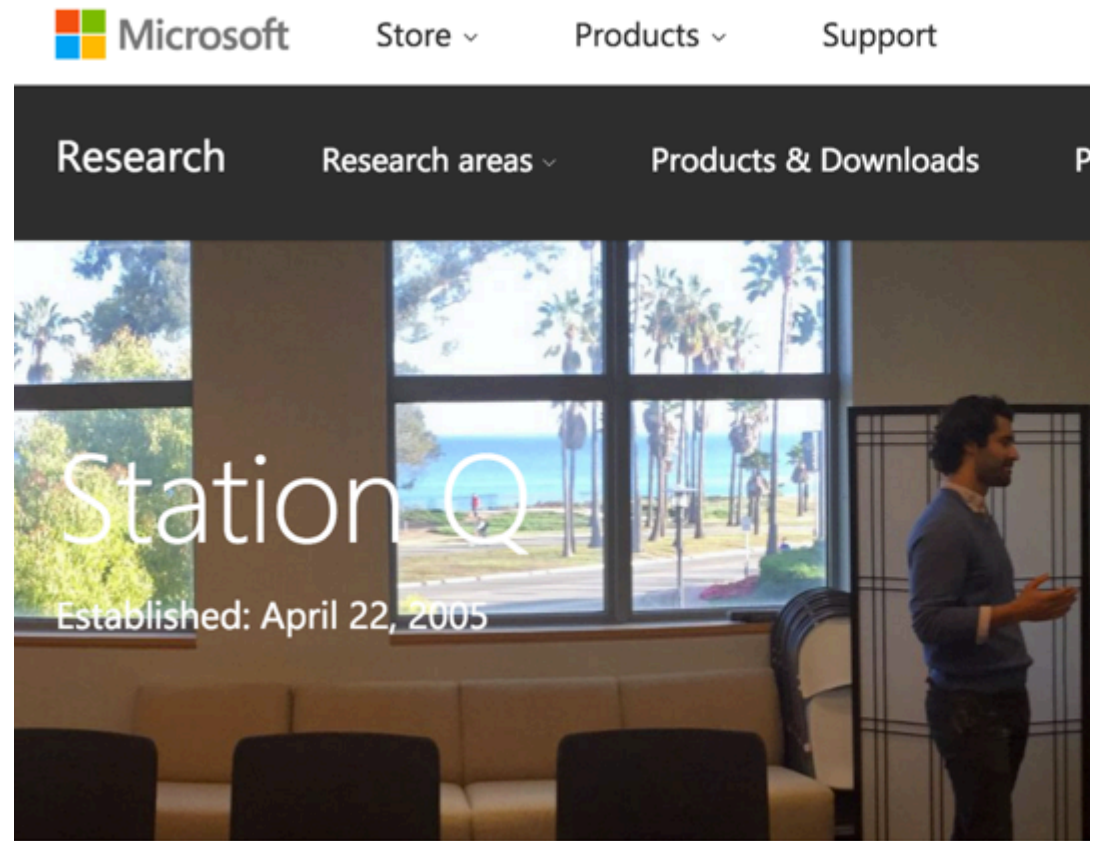 Microsoft Store Products Support
Research Research areas Products & Downloads P
Station Q
Established: April 22, 2005